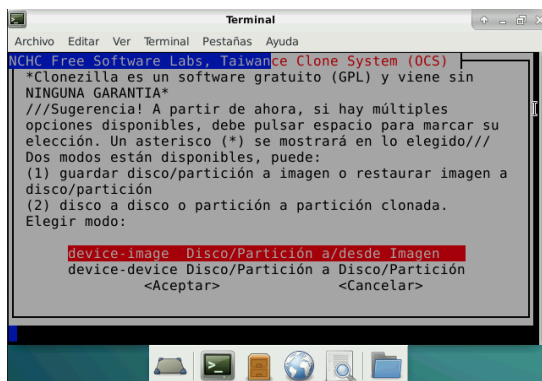 Terminal
Archivo Editar Ver Terminal Pestañas Ayuda
NCHC Free Software Labs, Taiwance Clone System (OCS)
*Clonezilla es un software gratuito (GPL) y viene sin
NINGUNA GARANTIA*
///Sugerencia! A partir de ahora, si hay múltiples
opciones disponibles, debe pulsar espacio para marcar su
elección. Un asterisco (*) se mostrará en lo elegido///
Dos modos están disponibles, puede:
(1) guardar disco/partición a imagen o restaurar imagen a
disco/partición
(2) disco a disco o partición a partición clonada.
Elegir modo:
device-image Disco/Partición a/desde Imagen
device-device Disco/Partición a Disco/Partición
<Aceptar> <Cancelar>